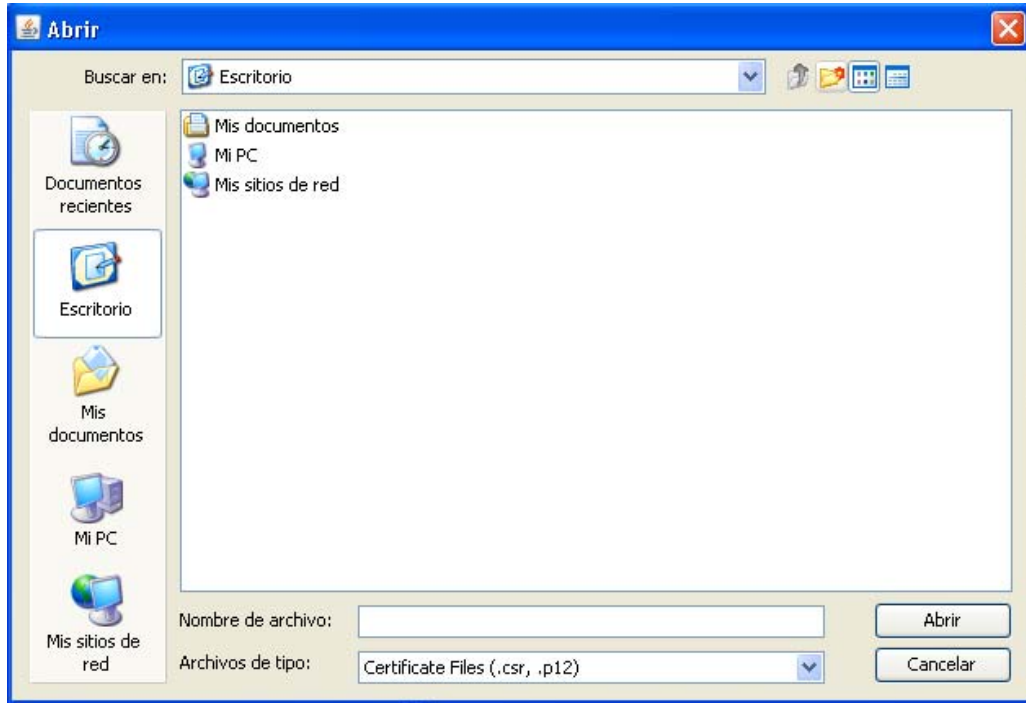 Abrir
Buscar en: Escritorio
Mis documentos
Mi PC
Mis sitios de red
Documentos
recientes
Escritorio
Mis
documentos
Mi PC
Mis sitios de
red
Nombre de archivo:
Abrir
Archivos de tipo: Certificate Files (.csr, .p12)
Cancelar